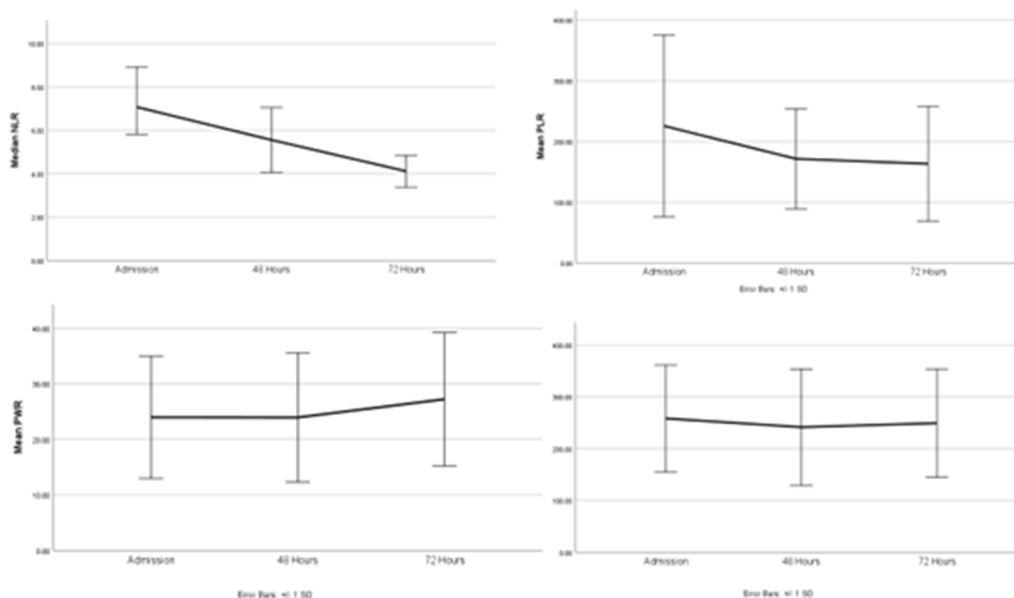 Median NLR
10.00
8.00
6.00
4.00
2.00
0.00
Admission 48 Hours 72 Hours
Mean PLR
400.00
300.00
200.00
100.00
0.00
Admission 48 Hours 72 Hours
Error Bars: +/- 1 SD
Mean PWR
40.00
30.00
20.00
10.00
0.00
Admission 48 Hours 72 Hours
Error Bars: +/- 1 SD
400.00
300.00
200.00
100.00
0.00
Admission 48 Hours 72 Hours
Error Bars: +/- 1 SD